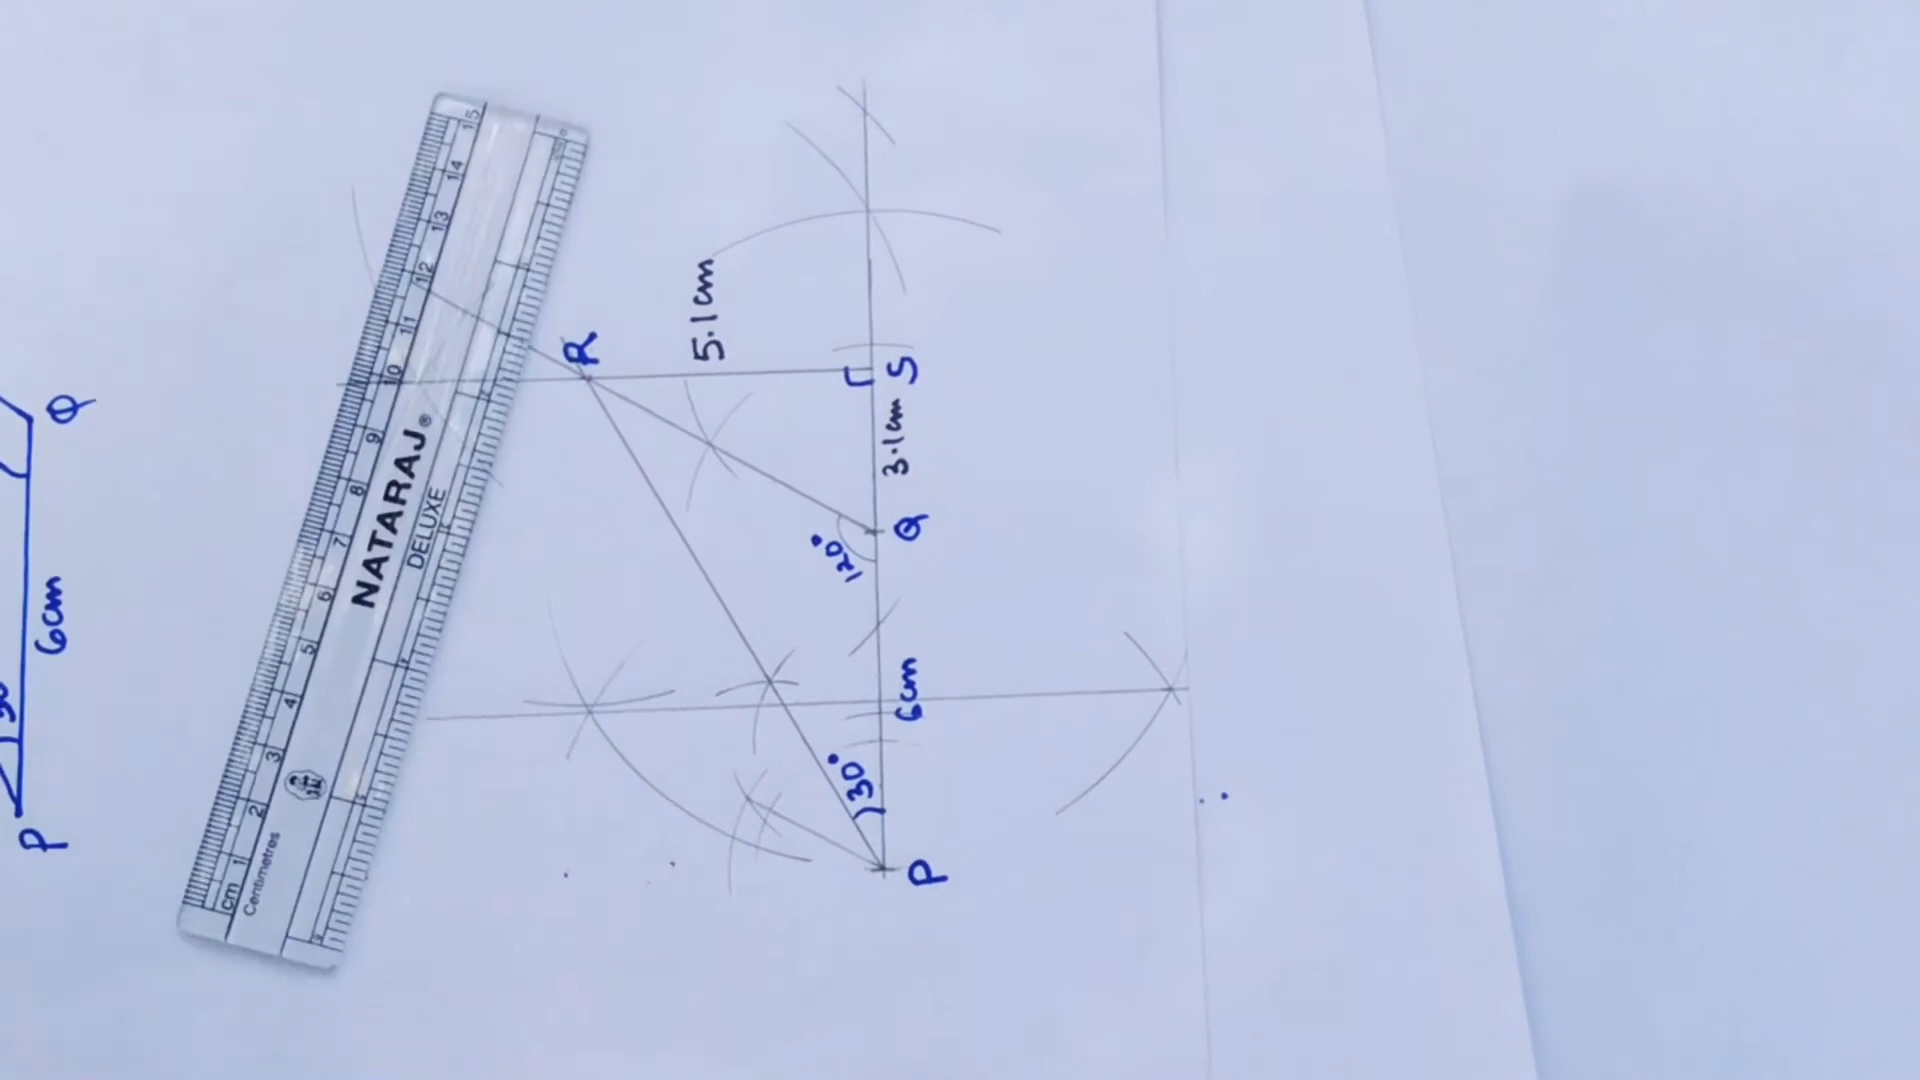 Q
6cm
P
R
5.1cm
S
3.1cm
Q
120°
6cm
30°
P
15
14
13
12
11
10
9
8
7
6
5
4
3
2
1
cm
Centimetres
NATARAJ®
DELUXE